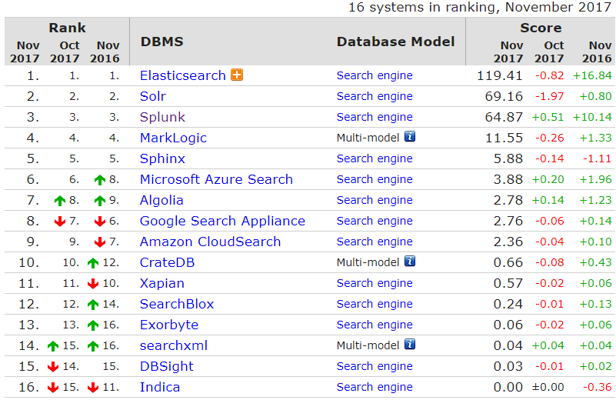 16 systems in ranking, November 2017
Rank Score
Nov Oct Nov DBMS Database Model Nov Oct Nov
2017 2017 2016 2017 2017 2016
1. 1. 1. Elasticsearch + Search engine 119.41 -0.82 +16.84
2. 2. 2. Solr Search engine 69.16 -1.97 +0.80
3. 3. 3. Splunk Search engine 64.87 +0.51 +10.14
4. 4. 4. MarkLogic Multi-model i 11.55 -0.26 +1.33
5. 5. 5. Sphinx Search engine 5.88 -0.14 -1.11
6. 6. 8. Microsoft Azure Search Search engine 3.88 +0.20 +1.96
7. 8. 9. Algolia Search engine 2.78 +0.14 +1.23
8. 7. 6. Google Search Appliance Search engine 2.76 -0.06 +0.14
9. 9. 7. Amazon CloudSearch Search engine 2.36 -0.04 +0.10
10. 10. 12. CrateDB Multi-model i 0.66 -0.08 +0.43
11. 11. 10. Xapian Search engine 0.57 -0.02 +0.06
12. 12. 14. SearchBlox Search engine 0.24 -0.01 +0.13
13. 13. 16. Exorbyte Search engine 0.06 -0.02 +0.06
14. 15. 16. searchxml Multi-model i 0.04 +0.04 +0.04
15. 14. 15. DBSight Search engine 0.03 -0.01 +0.02
16. 15. 11. Indica Search engine 0.00 ±0.00 -0.36